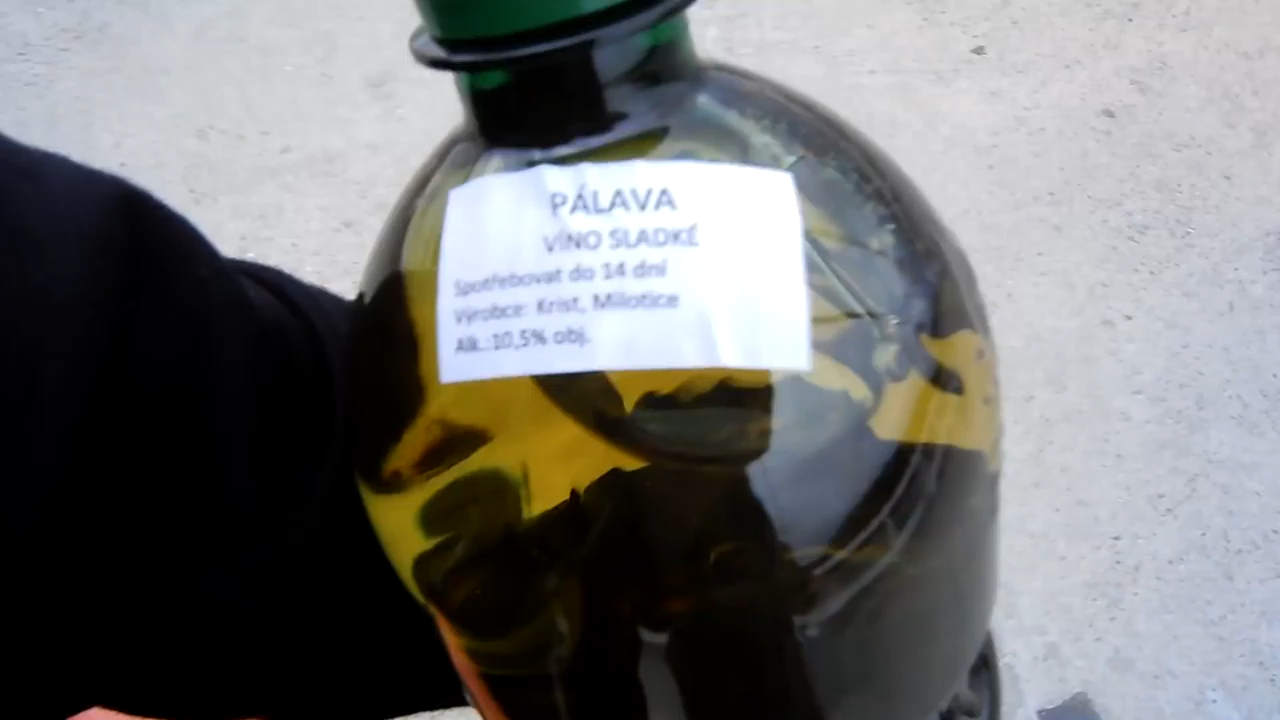 PÁLAVA
VÍNO SLADKÉ
Spotřebovat do 14 dní
Výrobce: Krist, Milotice
Alk.:10,5% obj.